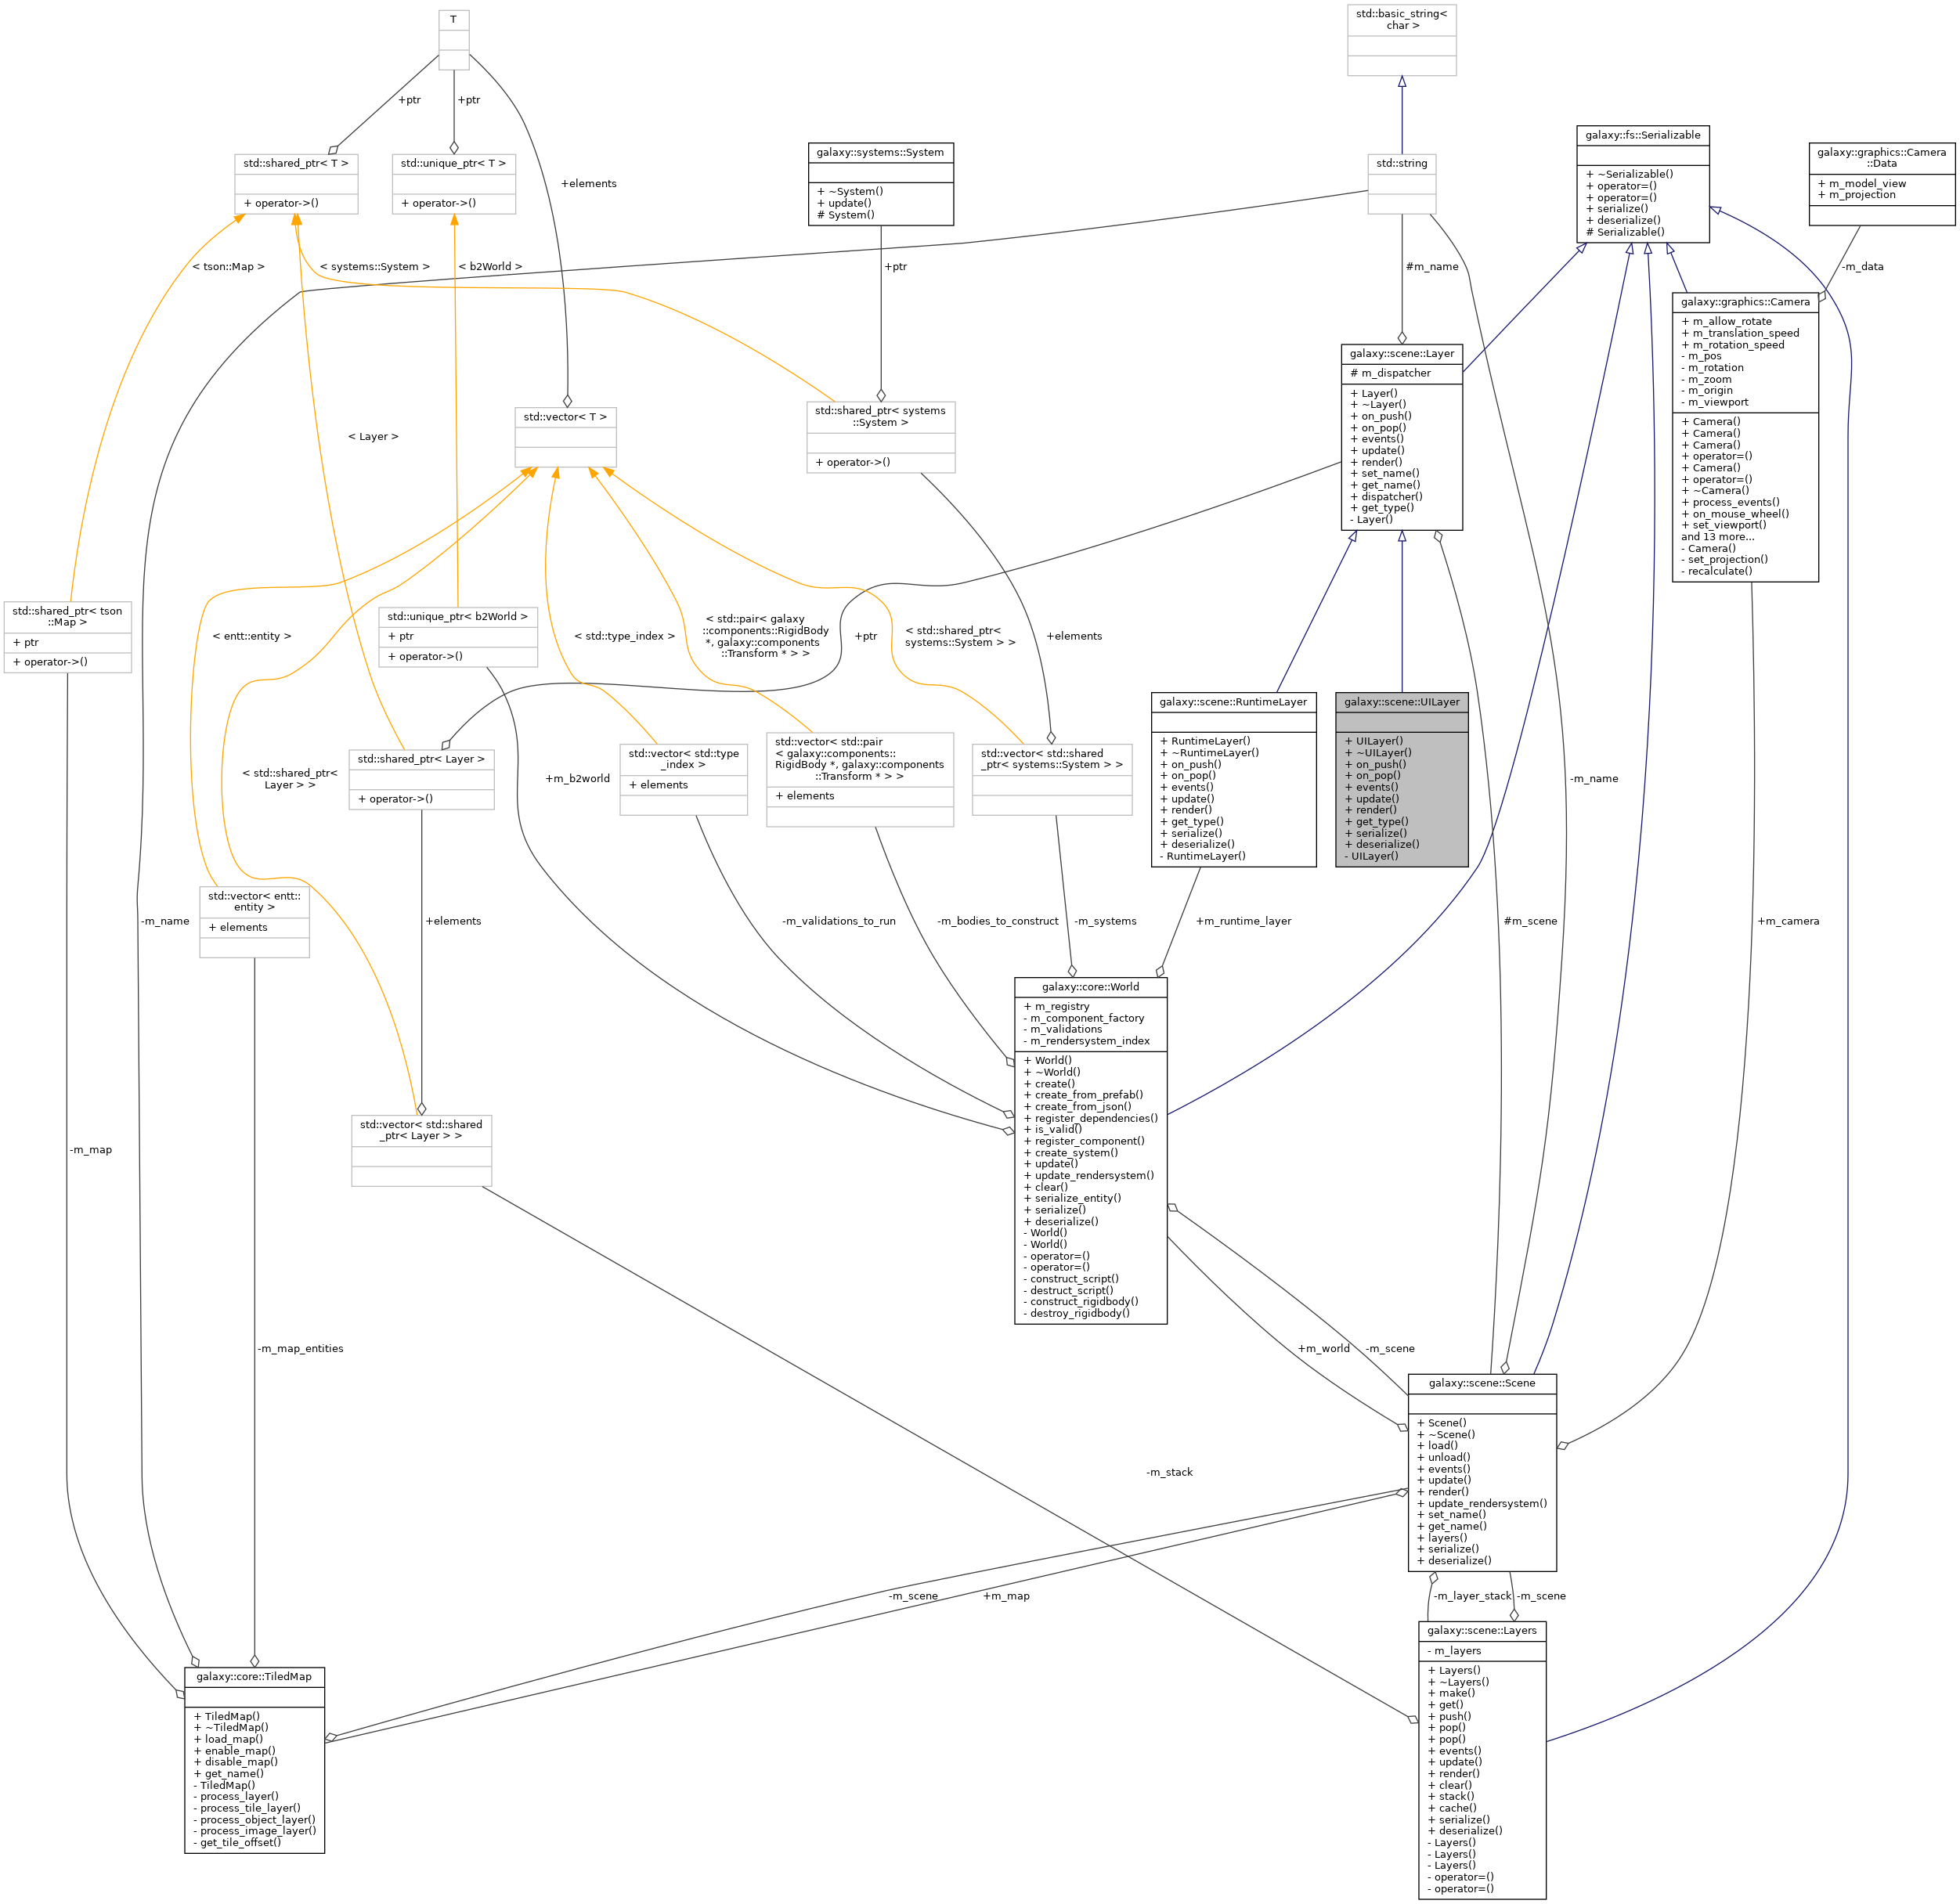 T
std::basic_string<
char >
+ptr
+ptr
std::shared_ptr< T >
+ operator->()
std::unique_ptr< T >
+ operator->()
+elements
galaxy::systems::System
+ ~System()
+ update()
# System()
std::string
galaxy::fs::Serializable
+ ~Serializable()
+ operator=()
+ operator=()
+ serialize()
+ deserialize()
# Serializable()
galaxy::graphics::Camera
::Data
+ m_model_view
+ m_projection
< tson::Map >
< systems::System >
< b2World >
+ptr
#m_name
-m_data
galaxy::graphics::Camera
+ m_allow_rotate
+ m_translation_speed
+ m_rotation_speed
- m_pos
- m_rotation
- m_zoom
- m_origin
- m_viewport
+ Camera()
+ Camera()
+ Camera()
+ operator=()
+ Camera()
+ operator=()
+ ~Camera()
+ process_events()
+ on_mouse_wheel()
+ set_viewport()
and 13 more...
- Camera()
- set_projection()
- recalculate()
galaxy::scene::Layer
# m_dispatcher
+ Layer()
+ ~Layer()
+ on_push()
+ on_pop()
+ events()
+ update()
+ render()
+ set_name()
+ get_name()
+ dispatcher()
+ get_type()
- Layer()
< Layer >
std::vector< T >
std::shared_ptr< systems
::System >
+ operator->()
std::shared_ptr< tson
::Map >
+ ptr
+ operator->()
< entt::entity >
std::unique_ptr< b2World >
+ ptr
+ operator->()
< std::type_index >
< std::pair< galaxy
::components::RigidBody
*, galaxy::components
::Transform * > >
+ptr
< std::shared_ptr<
systems::System > >
+elements
< std::shared_ptr<
Layer > >
std::shared_ptr< Layer >
+ operator->()
+m_b2world
std::vector< std::type
_index >
+ elements
std::vector< std::pair
< galaxy::components::
RigidBody *, galaxy::components
::Transform * > >
+ elements
std::vector< std::shared
_ptr< systems::System > >
galaxy::scene::RuntimeLayer
+ RuntimeLayer()
+ ~RuntimeLayer()
+ on_push()
+ on_pop()
+ events()
+ update()
+ render()
+ get_type()
+ serialize()
+ deserialize()
- RuntimeLayer()
galaxy::scene::UILayer
+ UILayer()
+ ~UILayer()
+ on_push()
+ on_pop()
+ events()
+ update()
+ render()
+ get_type()
+ serialize()
+ deserialize()
- UILayer()
-m_name
-m_name
std::vector< entt::
entity >
+ elements
+elements
-m_validations_to_run
-m_bodies_to_construct
-m_systems
+m_runtime_layer
#m_scene
+m_camera
galaxy::core::World
+ m_registry
- m_component_factory
- m_validations
- m_rendersystem_index
+ World()
+ ~World()
+ create()
+ create_from_prefab()
+ create_from_json()
+ register_dependencies()
+ is_valid()
+ register_component()
+ create_system()
+ update()
+ update_rendersystem()
+ clear()
+ serialize_entity()
+ serialize()
+ deserialize()
- World()
- World()
- operator=()
- operator=()
- construct_script()
- destruct_script()
- construct_rigidbody()
- destroy_rigidbody()
-m_map
std::vector< std::shared
_ptr< Layer > >
-m_map_entities
+m_world
-m_scene
galaxy::scene::Scene
+ Scene()
+ ~Scene()
+ load()
+ unload()
+ events()
+ update()
+ render()
+ update_rendersystem()
+ set_name()
+ get_name()
+ layers()
+ serialize()
+ deserialize()
-m_stack
-m_scene
+m_map
-m_layer_stack
-m_scene
galaxy::core::TiledMap
+ TiledMap()
+ ~TiledMap()
+ load_map()
+ enable_map()
+ disable_map()
+ get_name()
- TiledMap()
- process_layer()
- process_tile_layer()
- process_object_layer()
- process_image_layer()
- get_tile_offset()
galaxy::scene::Layers
- m_layers
+ Layers()
+ ~Layers()
+ make()
+ get()
+ push()
+ pop()
+ pop()
+ events()
+ update()
+ render()
+ clear()
+ stack()
+ cache()
+ serialize()
+ deserialize()
- Layers()
- Layers()
- Layers()
- operator=()
- operator=()